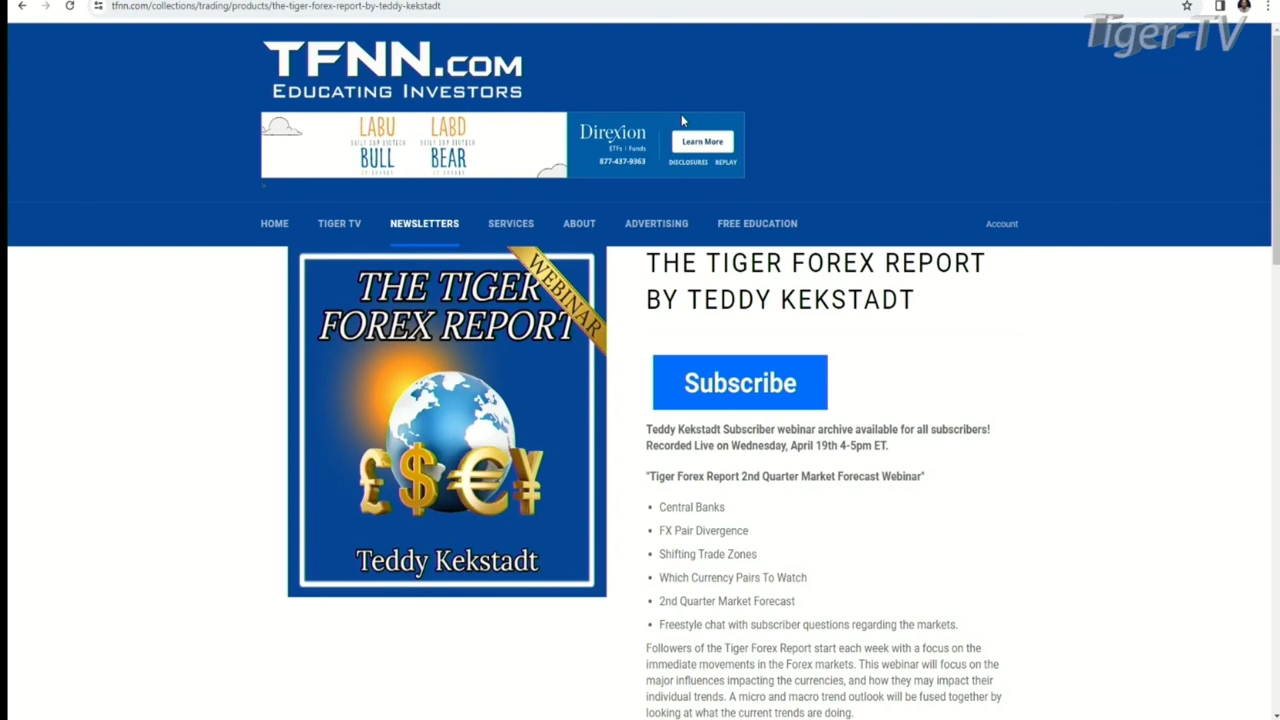 tfnn.com/collections/trading/products/the-tiger-forex-report-by-teddy-kekstadt
Tiger-TV
TFNN.COM
EDUCATING INVESTORS
LABU LABD
DAILY S&P BIOTECH DAILY S&P BIOTECH
BULL BEAR
3X SHARES 3X SHARES
Direxion
ETFs | Funds
877-437-9363
Learn More
DISCLOSURES REPLAY
>
HOME TIGER TV NEWSLETTERS SERVICES ABOUT ADVERTISING FREE EDUCATION Account
THE TIGER
FOREX REPORT
WEBINAR
£$€¥
Teddy Kekstadt
THE TIGER FOREX REPORT
BY TEDDY KEKSTADT
Subscribe
Teddy Kekstadt Subscriber webinar archive available for all subscribers!
Recorded Live on Wednesday, April 19th 4-5pm ET.
"Tiger Forex Report 2nd Quarter Market Forecast Webinar"
• Central Banks
• FX Pair Divergence
• Shifting Trade Zones
• Which Currency Pairs To Watch
• 2nd Quarter Market Forecast
• Freestyle chat with subscriber questions regarding the markets.
Followers of the Tiger Forex Report start each week with a focus on the
immediate movements in the Forex markets. This webinar will focus on the
major influences impacting the currencies, and how they may impact their
individual trends. A micro and macro trend outlook will be fused together by
looking at what the current trends are doing.